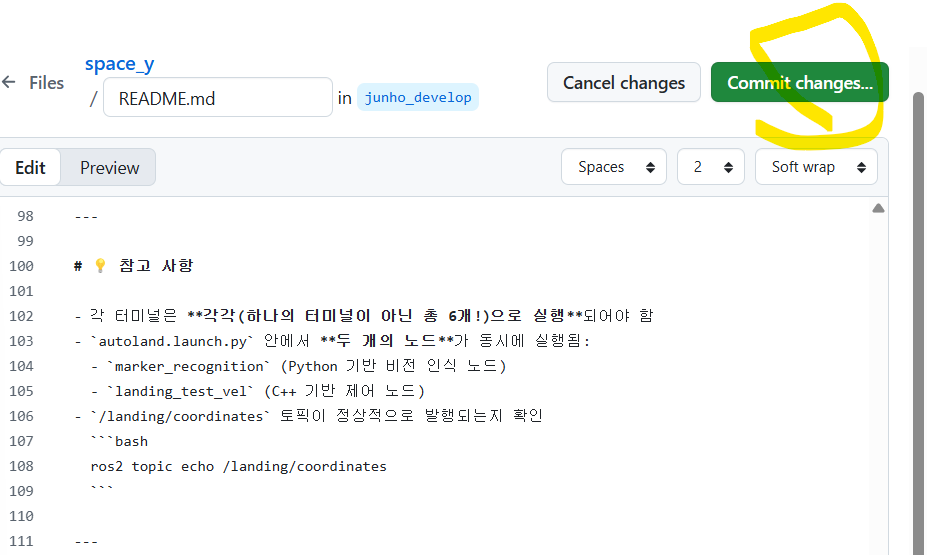 space_y
Files / README.md in junho_develop Cancel changes Commit changes...
Edit Preview Spaces 2 Soft wrap
98 ---
99
100 # 💡 참고 사항
101
102 - 각 터미널은 **각각(하나의 터미널이 아닌 총 6개!)으로 실행**되어야 함
103 - `autoland.launch.py` 안에서 **두 개의 노드**가 동시에 실행됨:
104 - `marker_recognition` (Python 기반 비전 인식 노드)
105 - `landing_test_vel` (C++ 기반 제어 노드)
106 - `/landing/coordinates` 토픽이 정상적으로 발행되는지 확인
107 ```bash
108 ros2 topic echo /landing/coordinates
109 ```
110
111 ---